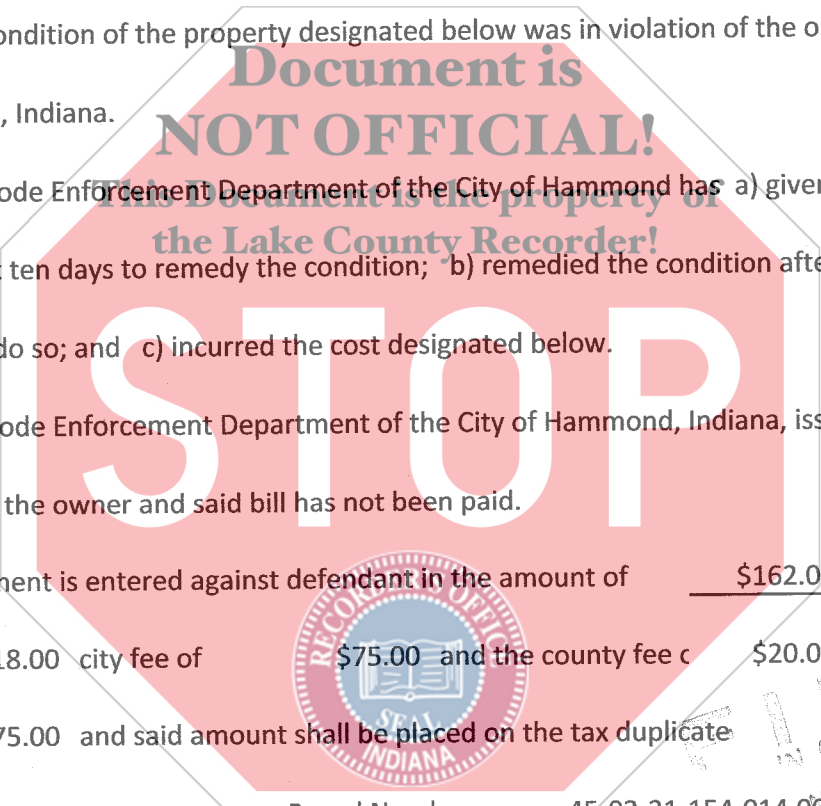 ondition of the property designated below was in violation of the o
Document is
, Indiana.
NOT OFFICIAL!
ode Enforcement Department of the City of Hammond has a) give
This Document is the property of
the Lake County Recorder!
ten days to remedy the condition; b) remedied the condition afte
STOP
do so; and c) incurred the cost designated below.
ode Enforcement Department of the City of Hammond, Indiana, iss
the owner and said bill has not been paid.
nent is entered against defendant in the amount of $162.0
RECORDER'S OFFICE
18.00 city fee of $75.00 and the county fee $20.0
SEAL
75.00 and said amount shall be placed on the tax duplicate
INDIANA